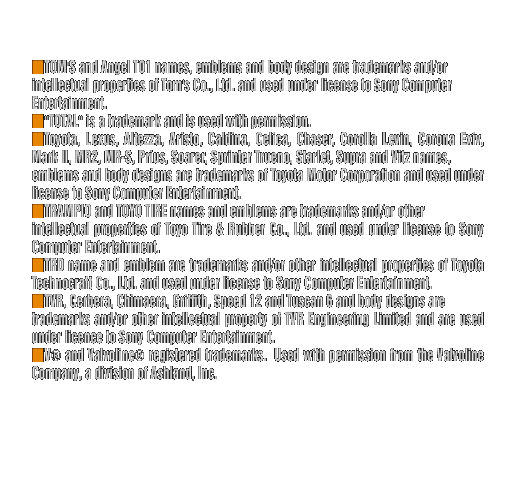 TOM'S and Angel T01 names, emblems and body design are trademarks and/or
intellectual properties of Tom's Co., Ltd. and used under license to Sony Computer
Entertainment.
"TOTAL" is a trademark and is used with permission.
Toyota, Lexus, Altezza, Aristo, Caldina, Celica, Chaser, Corolla Levin, Corona Exiv,
Mark II, MR2, MR-S, Prius, Soarer, Sprinter Trueno, Starlet, Supra and Vitz names,
emblems and body designs are trademarks of Toyota Motor Corporation and used under
license to Sony Computer Entertainment.
TRAMPIO and TOYO TIRE names and emblems are trademarks and/or other
intellectual properties of Toyo Tire & Rubber Co., Ltd. and used under license to Sony
Computer Entertainment.
TRD name and emblem are trademarks and/or other intellectual properties of Toyota
Technocraft Co., Ltd. and used under license to Sony Computer Entertainment.
TVR, Cerbera, Chimaera, Griffith, Speed 12 and Tuscan 6 and body designs are
trademarks and/or other intellectual property of TVR Engineering Limited and are used
under licence to Sony Computer Entertainment.
V® and Valvoline® registered trademarks. Used with permission from the Valvoline
Company, a division of Ashland, Inc.